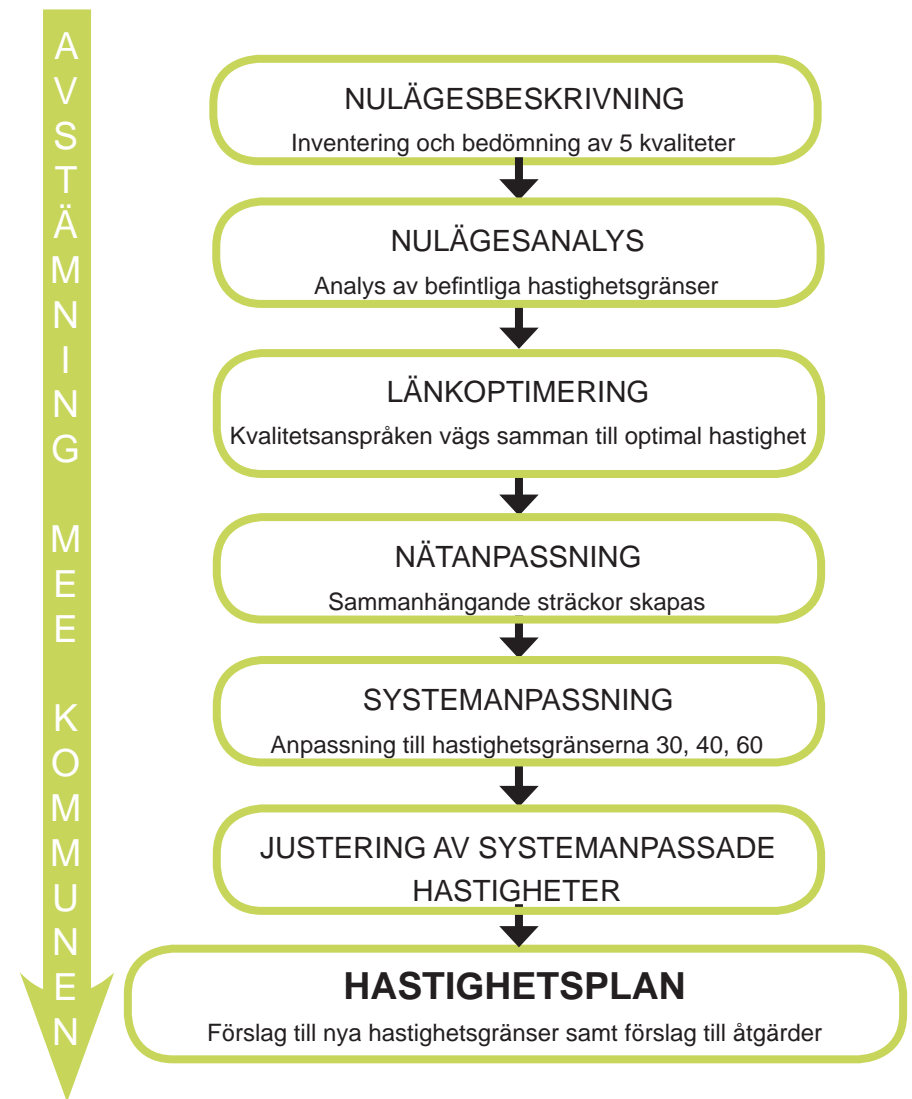 AVSTÄMNING MEE KOMMUNEN
NULÄGESBESKRIVNING
Inventering och bedömning av 5 kvaliteter
NULÄGESANALYS
Analys av befintliga hastighetsgränser
LÄNKOPTIMERING
Kvalitetsanspråken vägs samman till optimal hastighet
NÄTANPASSNING
Sammanhängande sträckor skapas
SYSTEMANPASSNING
Anpassning till hastighetsgränserna 30, 40, 60
JUSTERING AV SYSTEMANPASSADE
HASTIGHETER
HASTIGHETSPLAN
Förslag till nya hastighetsgränser samt förslag till åtgärder